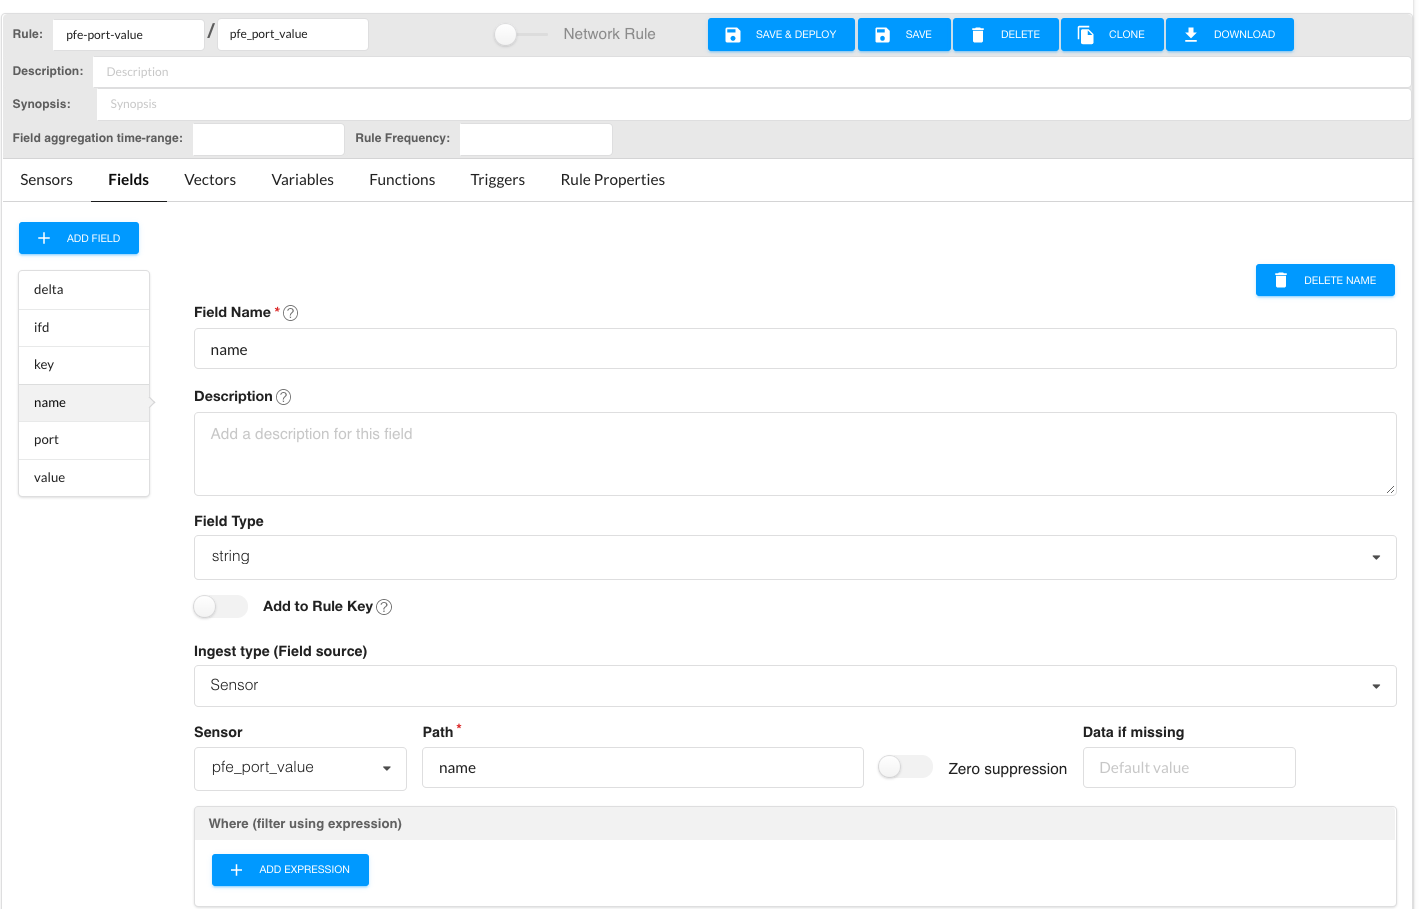 Rule: pfe-port-value / pfe_port_value Network Rule SAVE & DEPLOY SAVE DELETE CLONE DOWNLOAD
Description: Description
Synopsis: Synopsis
Field aggregation time-range: Rule Frequency:
Sensors Fields Vectors Variables Functions Triggers Rule Properties
ADD FIELD
delta
ifd
key
name
port
value
DELETE NAME
Field Name * ?
name
Description ?
Add a description for this field
Field Type
string
Add to Rule Key ?
Ingest type (Field source)
Sensor
Sensor Path * Data if missing
pfe_port_value name Zero suppression Default value
Where (filter using expression)
ADD EXPRESSION